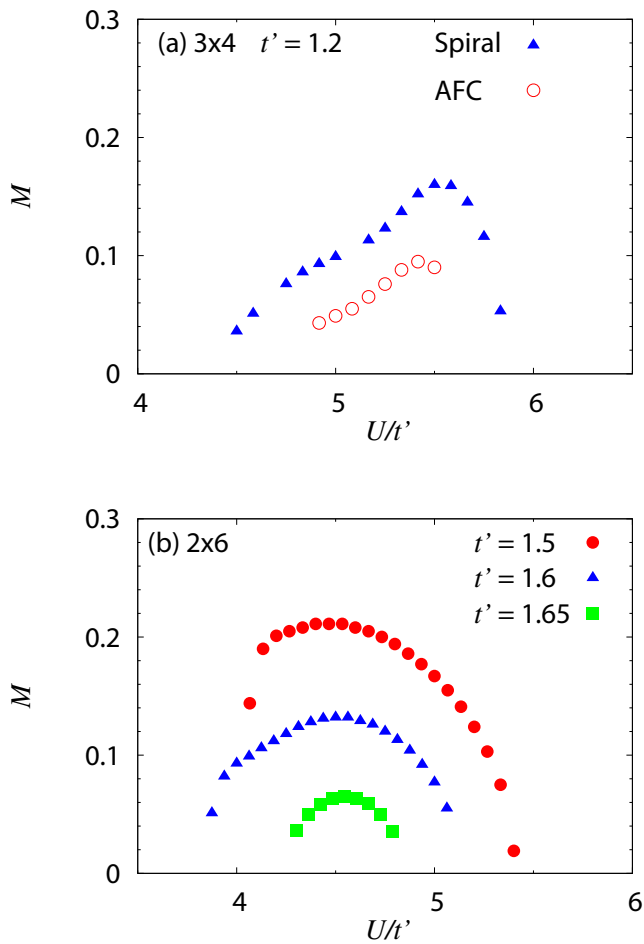 0.3
(a) 3x4 t' = 1.2
Spiral
AFC
0.2
M
0.1
0
4 5 6
U/t'
0.3
(b) 2x6
t' = 1.5
t' = 1.6
t' = 1.65
0.2
M
0.1
0
4 5 6
U/t'